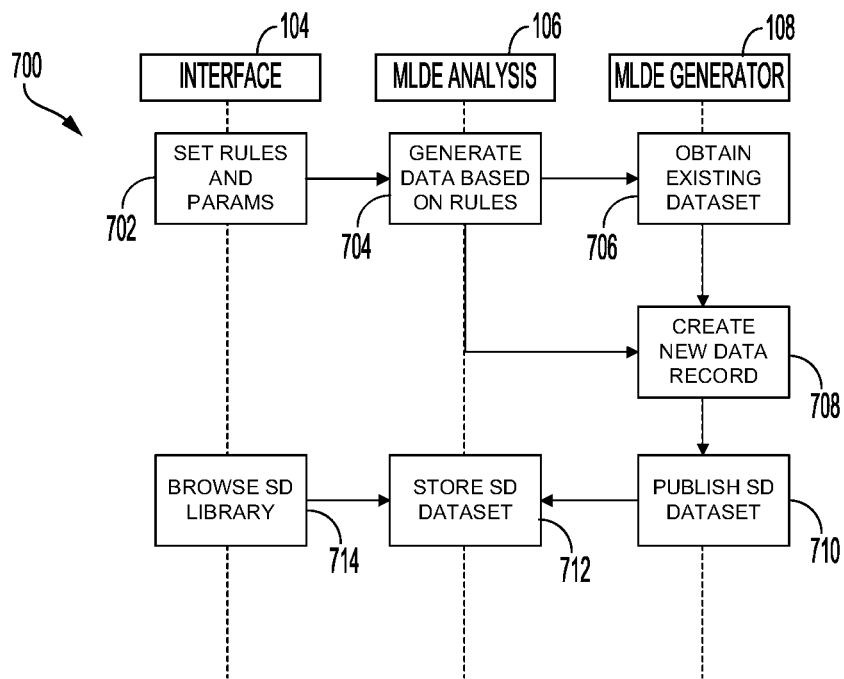 104
106
108
700
INTERFACE
MLDE ANALYSIS
MLDE GENERATOR
SET RULES
AND
PARAMS
702
GENERATE
DATA BASED
ON RULES
704
OBTAIN
EXISTING
DATASET
706
CREATE
NEW DATA
RECORD
708
BROWSE SD
LIBRARY
714
STORE SD
DATASET
712
PUBLISH SD
DATASET
710